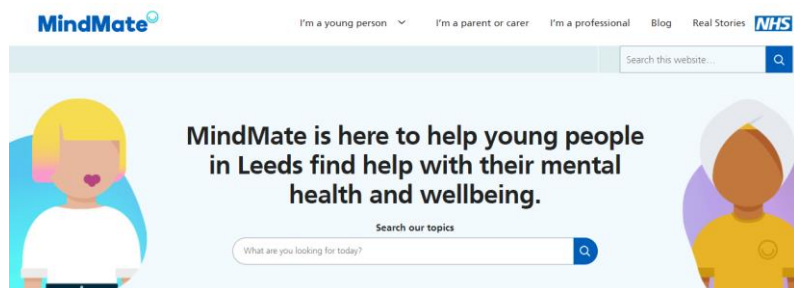 MindMate
I'm a young person
I'm a parent or carer
I'm a professional
Blog
Real Stories
NHS
Search this website...
MindMate is here to help young people
in Leeds find help with their mental
health and wellbeing.
Search our topics
What are you looking for today?